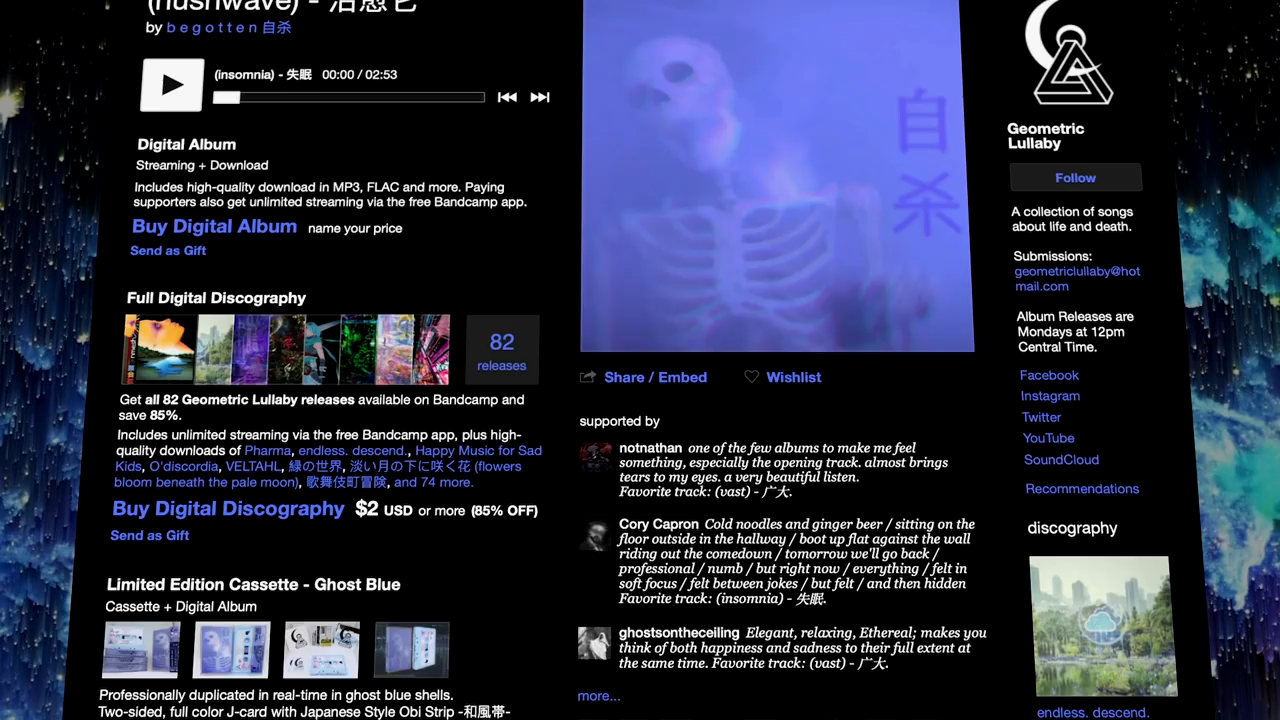 (hushwave) - 治愈它
by b e g o t t e n 自杀
(insomnia) - 失眠 00:00 / 02:53
Digital Album
Streaming + Download
Includes high-quality download in MP3, FLAC and more. Paying
supporters also get unlimited streaming via the free Bandcamp app.
Buy Digital Album name your price
Send as Gift
Full Digital Discography
82
releases
Get all 82 Geometric Lullaby releases available on Bandcamp and
save 85%.
Includes unlimited streaming via the free Bandcamp app, plus high-
quality downloads of Pharma, endless. descend., Happy Music for Sad
Kids, O'discordia, VELTAHL, 緑の世界, 淡い月の下に咲く花 (flowers
bloom beneath the pale moon), 歌舞伎町冒険, and 74 more.
Buy Digital Discography $2 USD or more (85% OFF)
Send as Gift
Limited Edition Cassette - Ghost Blue
Cassette + Digital Album
Professionally duplicated in real-time in ghost blue shells.
Two-sided, full color J-card with Japanese Style Obi Strip -和風帯-
自
杀
Share / Embed
Wishlist
supported by
notnathan one of the few albums to make me feel
something, especially the opening track. almost brings
tears to my eyes. a very beautiful listen.
Favorite track: (vast) - 广大.
Cory Capron Cold noodles and ginger beer / sitting on the
floor outside in the hallway / boot up flat against the wall
riding out the comedown / tomorrow we'll go back /
professional / numb / but right now / everything / felt in
soft focus / felt between jokes / but felt / and then hidden
Favorite track: (insomnia) - 失眠.
ghostsontheceiling Elegant, relaxing, Ethereal; makes you
think of both happiness and sadness to their full extent at
the same time. Favorite track: (vast) - 广大.
more...
Geometric
Lullaby
Follow
A collection of songs
about life and death.
Submissions:
geometriclullaby@hot
mail.com
Album Releases are
Mondays at 12pm
Central Time.
Facebook
Instagram
Twitter
YouTube
SoundCloud
Recommendations
discography
endless. descend.